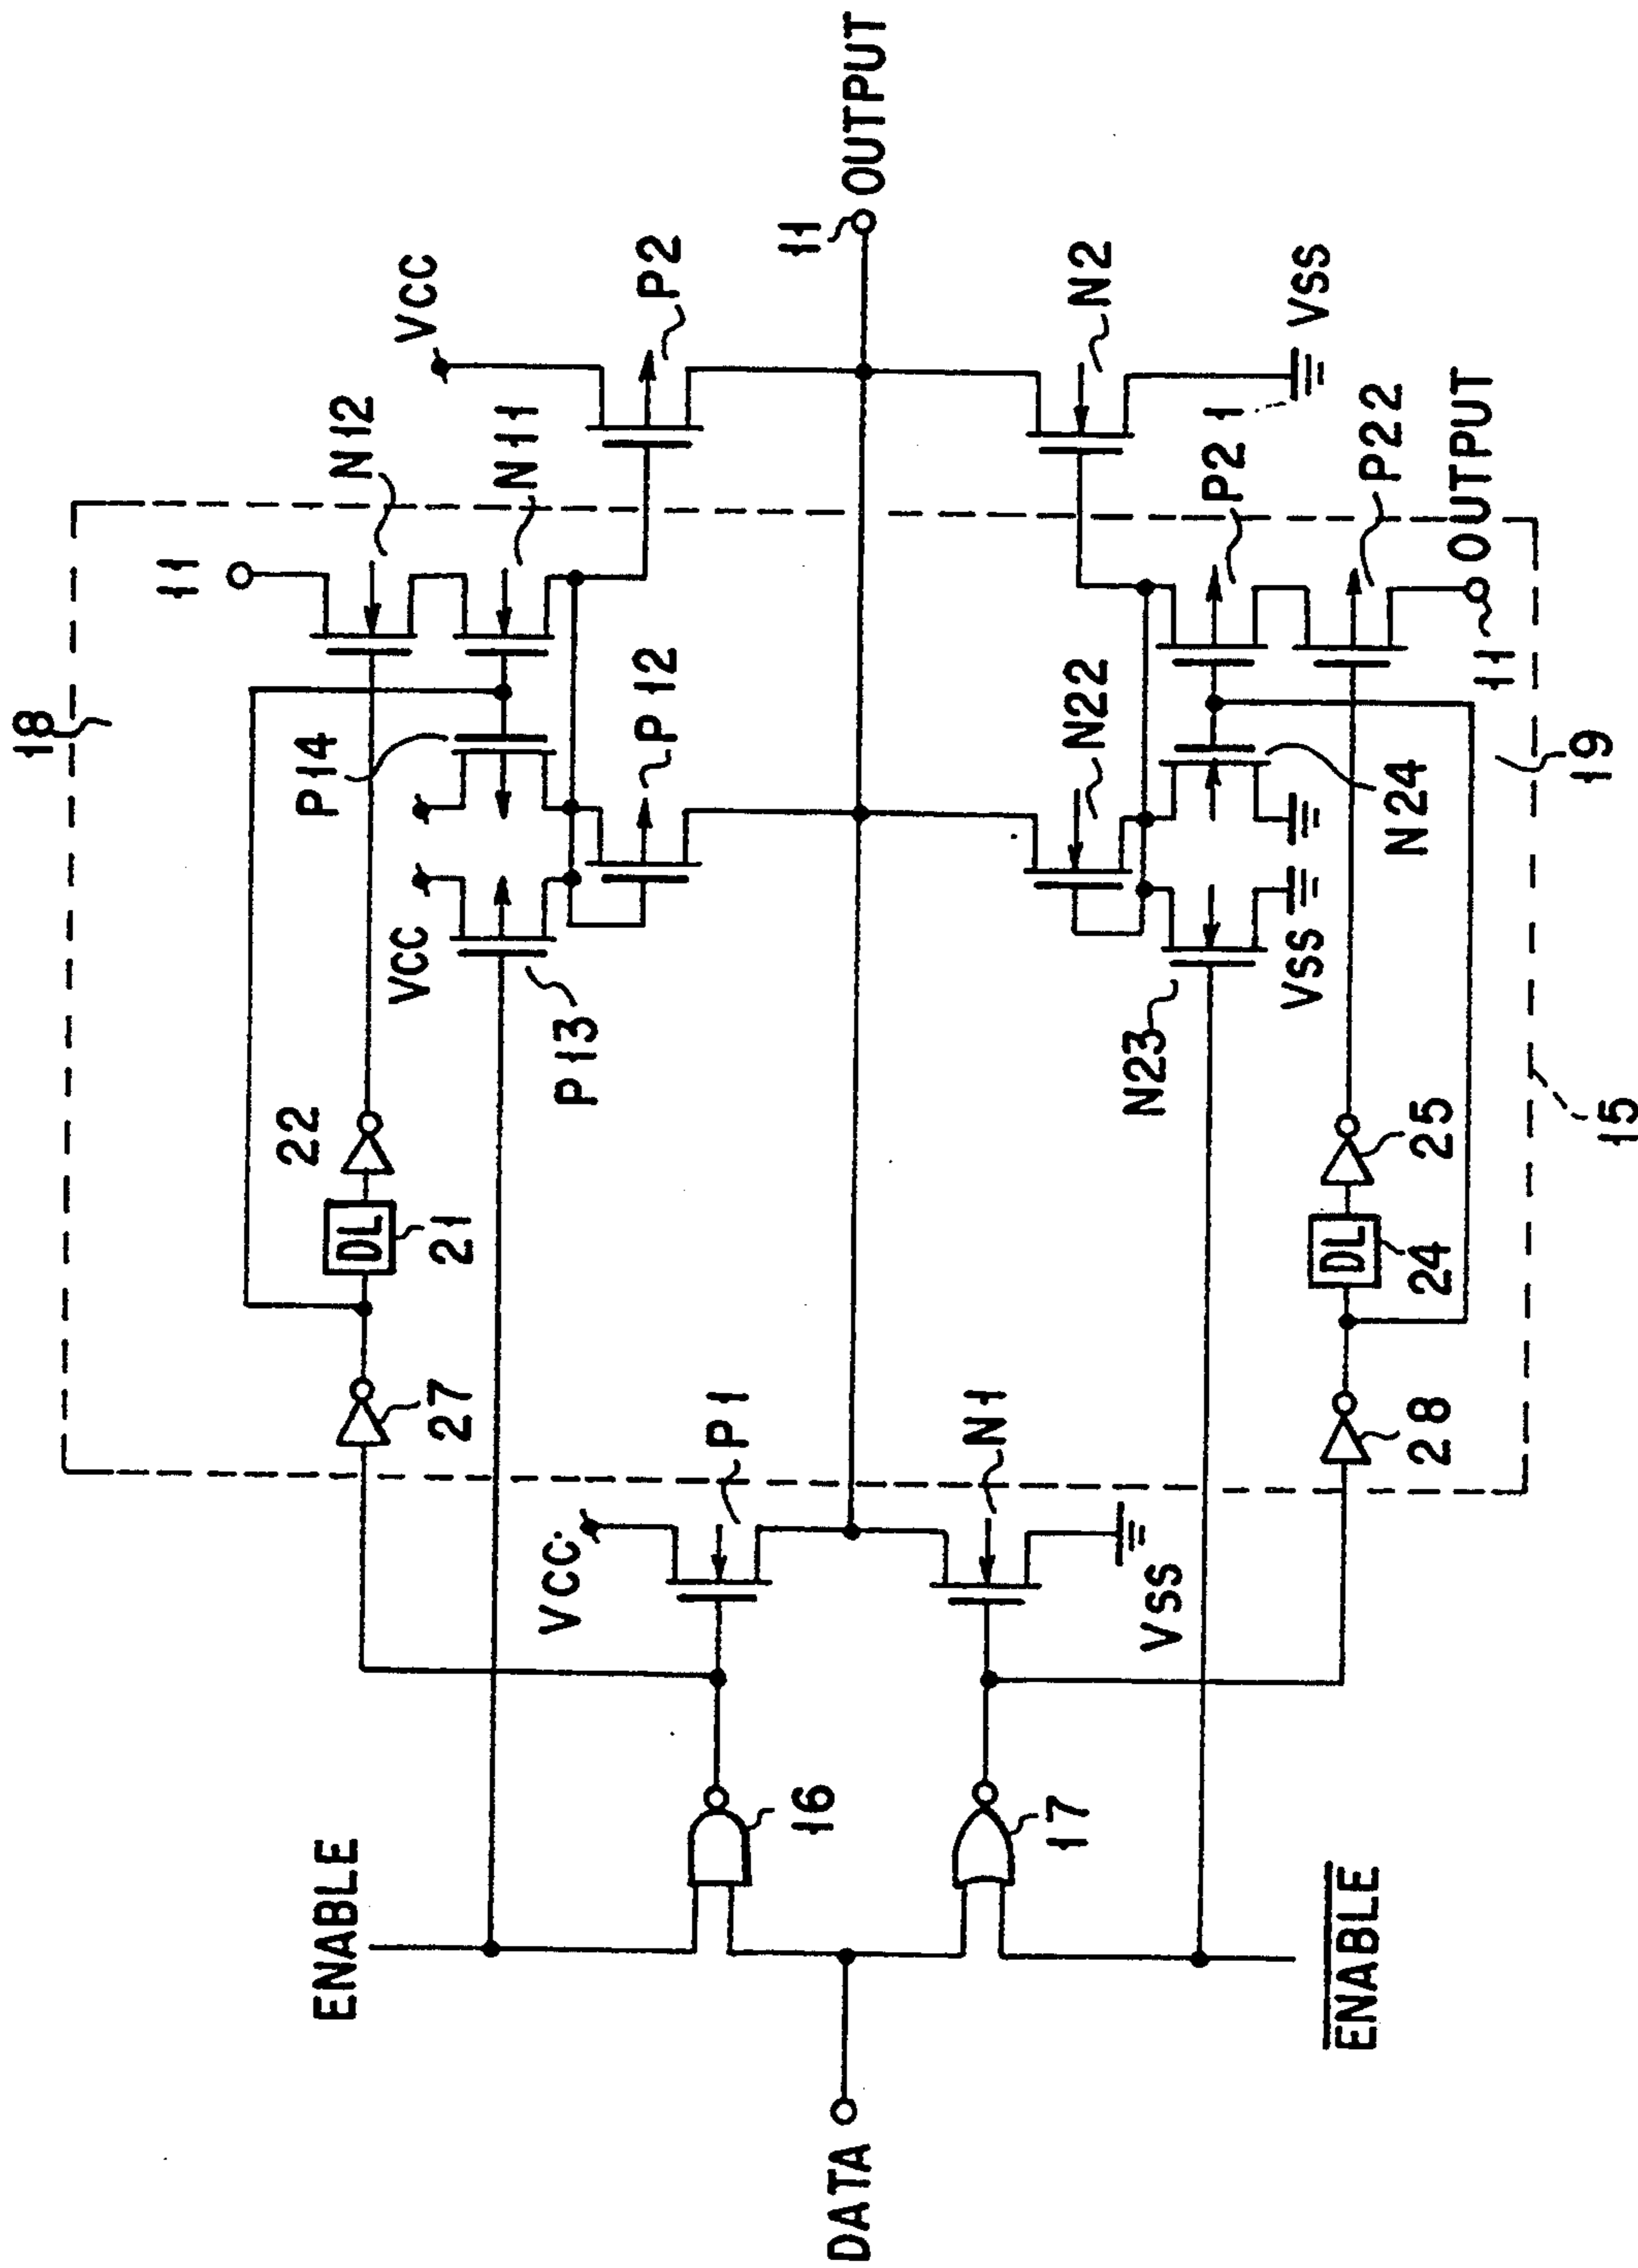 18
11
N12
VCC
N11
P2
P14
P12
VCC
P13
22
DL
21
27
11
OUTPUT
ENABLE
VCC
P1
16
DATA
N1
17
VSS
ENABLE
N22
N2
VSS
P21
P22
N24
N23
VSS
OUTPUT
11
19
25
DL
24
28
15